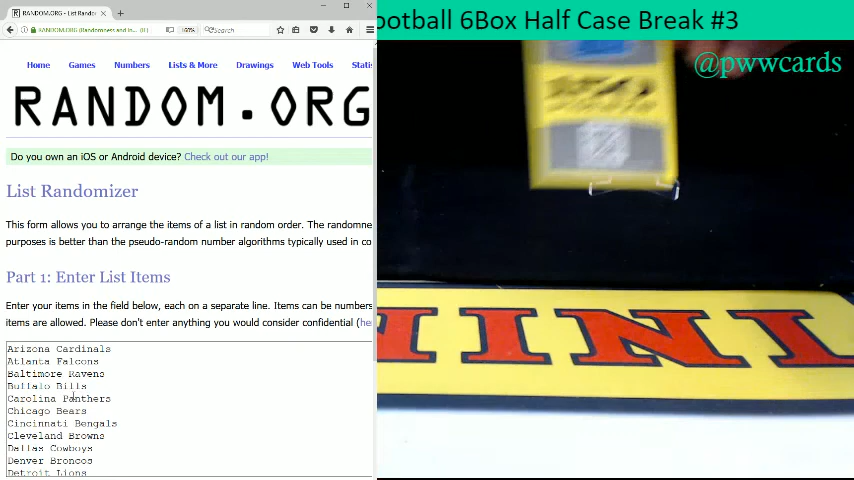 RANDOM.ORG - List Randor
RANDOM.ORG (Randomness and In...
160%
Search
Home
Games
Numbers
Lists & More
Drawings
Web Tools
Statis
RANDOM.ORG
Do you own an iOS or Android device? Check out our app!
List Randomizer
This form allows you to arrange the items of a list in random order. The randomne
purposes is better than the pseudo-random number algorithms typically used in co
Part 1: Enter List Items
Enter your items in the field below, each on a separate line. Items can be numbers
items are allowed. Please don't enter anything you would consider confidential (he
Arizona Cardinals
Atlanta Falcons
Baltimore Ravens
Buffalo Bills
Carolina Panthers
Chicago Bears
Cincinnati Bengals
Cleveland Browns
Dallas Cowboys
Denver Broncos
Detroit Lions
ootball 6Box Half Case Break #3
@pwwcards
INI